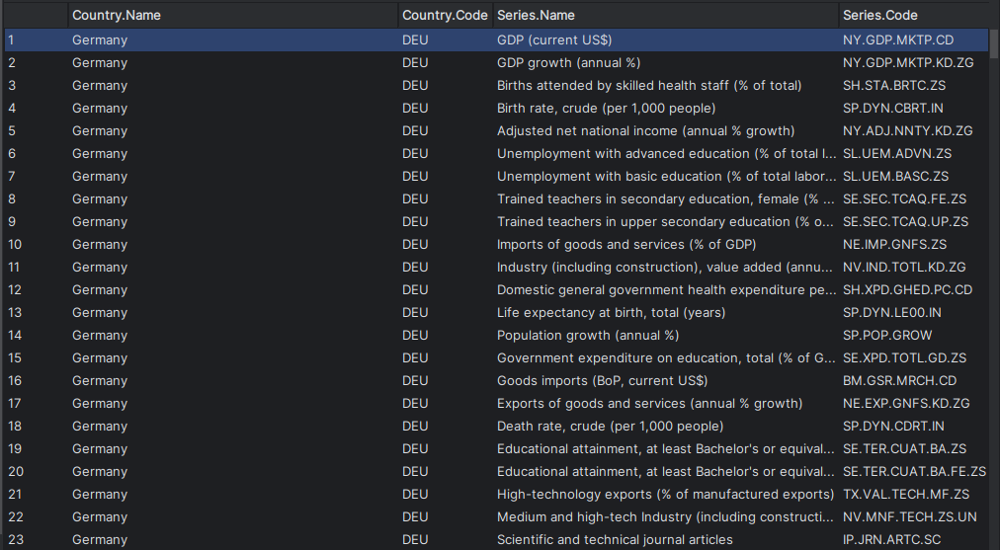 Country.Name Country.Code Series.Name Series.Code
1 Germany DEU GDP (current US$) NY.GDP.MKTP.CD
2 Germany DEU GDP growth (annual %) NY.GDP.MKTP.KD.ZG
3 Germany DEU Births attended by skilled health staff (% of total) SH.STA.BRTC.ZS
4 Germany DEU Birth rate, crude (per 1,000 people) SP.DYN.CBRT.IN
5 Germany DEU Adjusted net national income (annual % growth) NY.ADJ.NNTY.KD.ZG
6 Germany DEU Unemployment with advanced education (% of total l... SL.UEM.ADVN.ZS
7 Germany DEU Unemployment with basic education (% of total labor... SL.UEM.BASC.ZS
8 Germany DEU Trained teachers in secondary education, female (% ... SE.SEC.TCAQ.FE.ZS
9 Germany DEU Trained teachers in upper secondary education (% o... SE.SEC.TCAQ.UP.ZS
10 Germany DEU Imports of goods and services (% of GDP) NE.IMP.GNFS.ZS
11 Germany DEU Industry (including construction), value added (annu... NV.IND.TOTL.KD.ZG
12 Germany DEU Domestic general government health expenditure pe... SH.XPD.GHED.PC.CD
13 Germany DEU Life expectancy at birth, total (years) SP.DYN.LE00.IN
14 Germany DEU Population growth (annual %) SP.POP.GROW
15 Germany DEU Government expenditure on education, total (% of G... SE.XPD.TOTL.GD.ZS
16 Germany DEU Goods imports (BoP, current US$) BM.GSR.MRCH.CD
17 Germany DEU Exports of goods and services (annual % growth) NE.EXP.GNFS.KD.ZG
18 Germany DEU Death rate, crude (per 1,000 people) SP.DYN.CDRT.IN
19 Germany DEU Educational attainment, at least Bachelor's or equival... SE.TER.CUAT.BA.ZS
20 Germany DEU Educational attainment, at least Bachelor's or equival... SE.TER.CUAT.BA.FE.ZS
21 Germany DEU High-technology exports (% of manufactured exports) TX.VAL.TECH.MF.ZS
22 Germany DEU Medium and high-tech Industry (including constructi... NV.MNF.TECH.ZS.UN
23 Germany DEU Scientific and technical journal articles IP.JRN.ARTC.SC